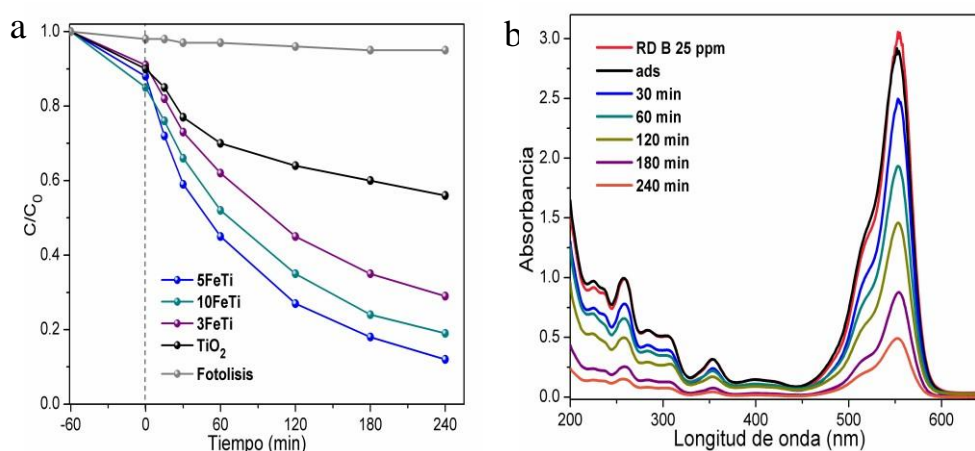 a
C/C₀
1.0
0.8
0.6
0.4
0.2
0.0
-60 0 60 120 180 240
Tiempo (min)
5FeTi
10FeTi
3FeTi
TiO₂
Fotolisis
b
Absorbancia
3.0
2.5
2.0
1.5
1.0
0.5
0.0
200 300 400 500 600
Longitud de onda (nm)
RD B 25 ppm
ads
30 min
60 min
120 min
180 min
240 min